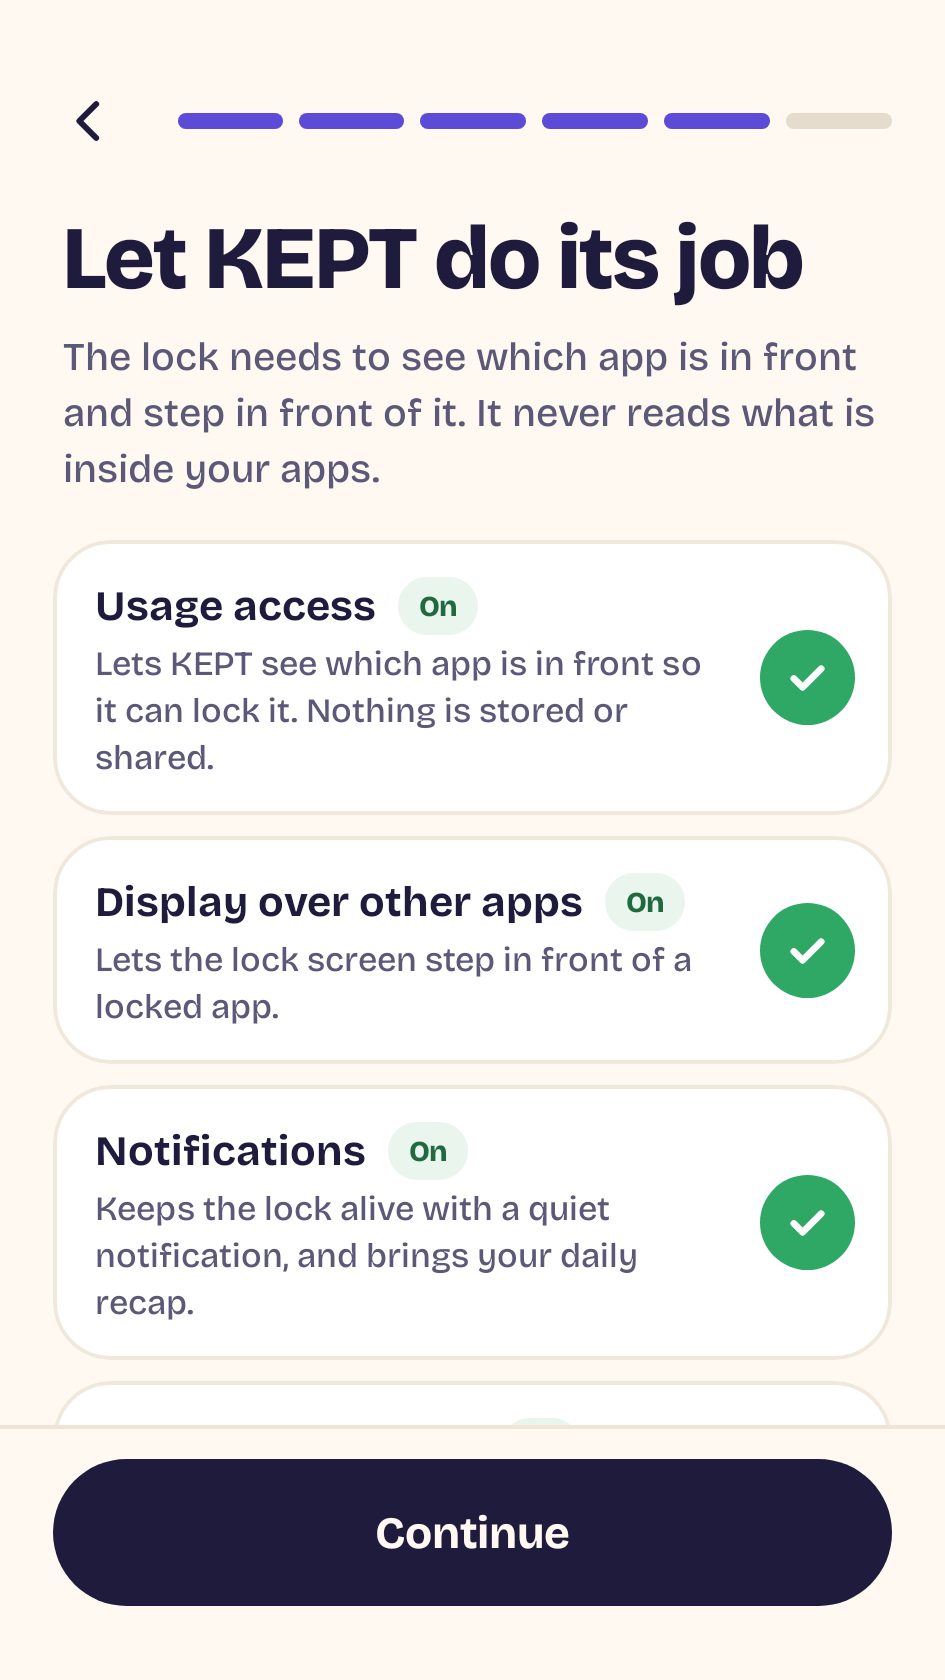 Let KEPT do its job
The lock needs to see which app is in front
and step in front of it. It never reads what is
inside your apps.
Usage access On
Lets KEPT see which app is in front so
it can lock it. Nothing is stored or
shared.
Display over other apps On
Lets the lock screen step in front of a
locked app.
Notifications On
Keeps the lock alive with a quiet
notification, and brings your daily
recap.
Continue